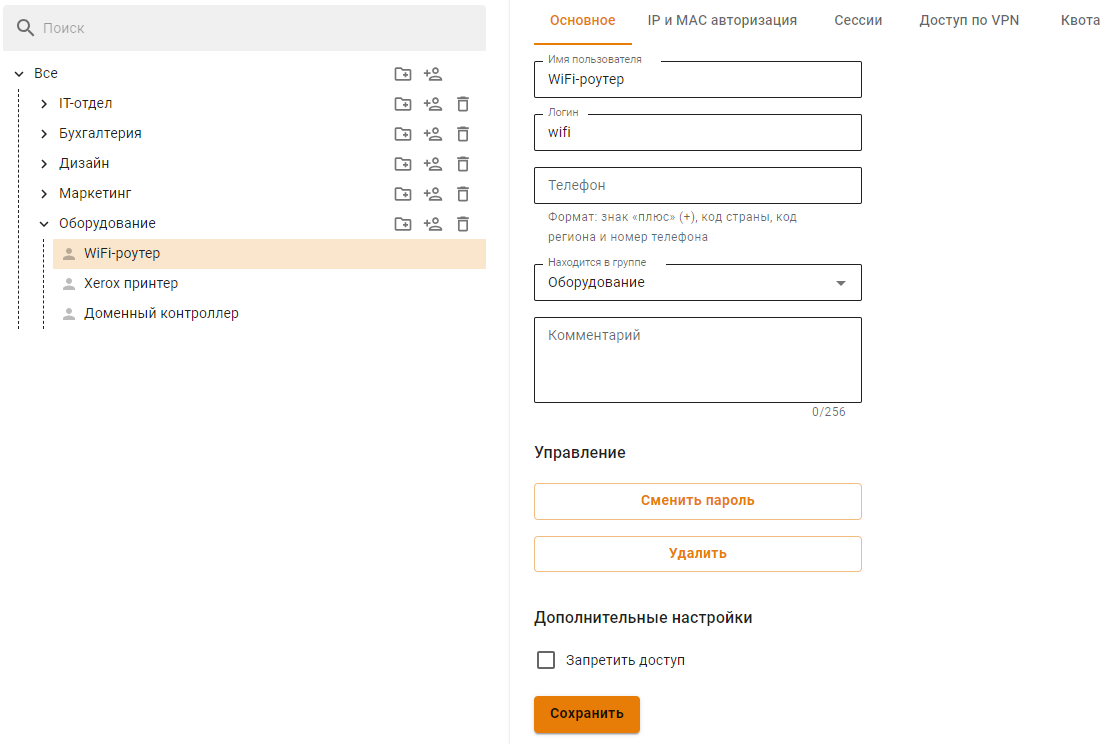 Поиск
Все
IT-отдел
Бухгалтерия
Дизайн
Маркетинг
Оборудование
WiFi-роутер
Xerox принтер
Доменный контроллер
Основное IP и MAC авторизация Сессии Доступ по VPN Квота
Имя пользователя
WiFi-роутер
Логин
wifi
Телефон
Формат: знак «плюс» (+), код страны, код
региона и номер телефона
Находится в группе
Оборудование
Комментарий
0/256
Управление
Сменить пароль
Удалить
Дополнительные настройки
Запретить доступ
Сохранить